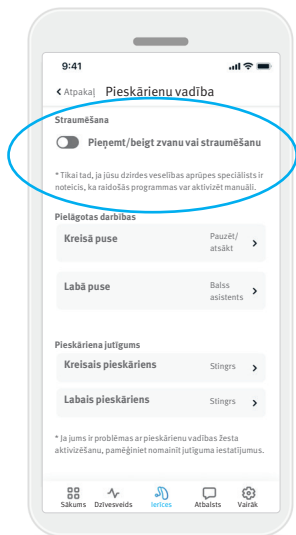 9:41
Atpakaļ Pieskārienu vadība
Straumēšana
Pieņemt/beigt zvanu vai straumēšanu
* Tikai tad, ja jūsu dzirdes veselības aprūpes speciālists ir
noteicis, ka raidošās programmas var aktivizēt manuāli.
Pielāgotas darbības
Kreisā puse Pauzēt/
atsākt
Labā puse Balss
asistents
Pieskāriena jutīgums
Kreisais pieskāriens Stingrs
Labais pieskāriens Stingrs
* Ja jums ir problēmas ar pieskārienu vadības žesta
aktivizēšanu, pamēģiniet nomainīt jutīguma iestatījumus.
Sākums Dzīvesveids Ierīces Atbalsts Vairāk